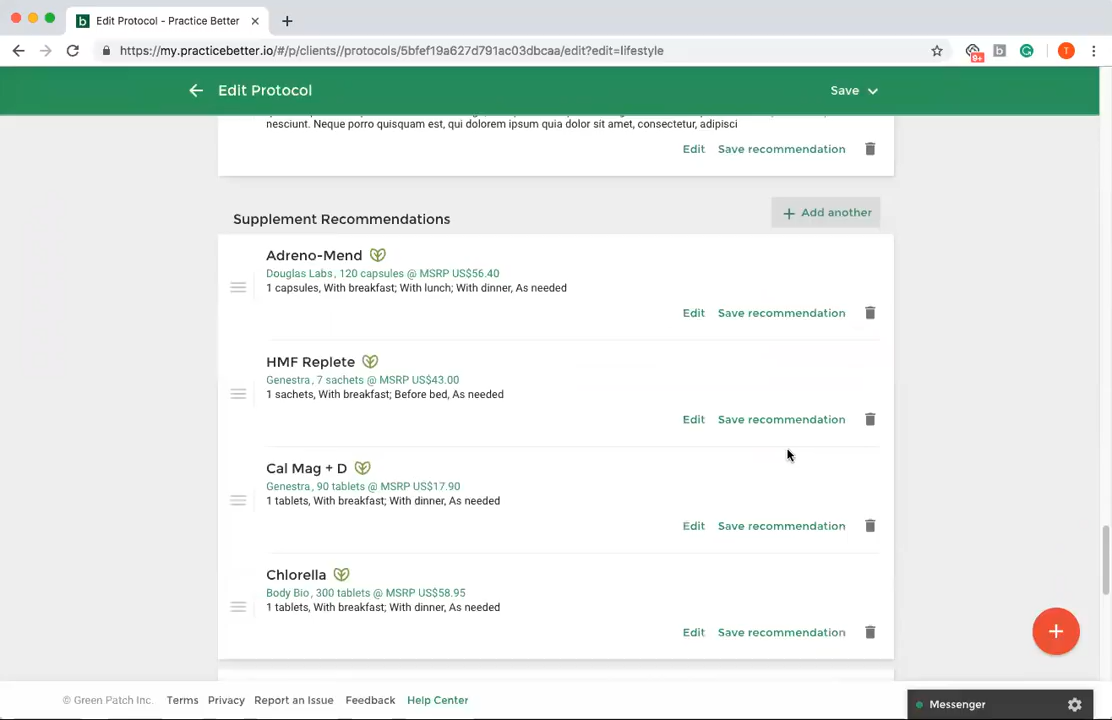 Edit Protocol - Practice Better
https://my.practicebetter.io/#/p/clients//protocols/5bfef19a627d791ac03dbcaa/edit?edit=lifestyle
9+
b
T
Edit Protocol
Save
nesciunt. Neque porro quisquam est, qui dolorem ipsum quia dolor sit amet, consectetur, adipisci
Edit Save recommendation
Supplement Recommendations
Add another
Adreno-Mend
Douglas Labs, 120 capsules @ MSRP US$56.40
1 capsules, With breakfast; With lunch; With dinner, As needed
Edit Save recommendation
HMF Replete
Genestra, 7 sachets @ MSRP US$43.00
1 sachets, With breakfast; Before bed, As needed
Edit Save recommendation
Cal Mag + D
Genestra, 90 tablets @ MSRP US$17.90
1 tablets, With breakfast; With dinner, As needed
Edit Save recommendation
Chlorella
Body Bio, 300 tablets @ MSRP US$58.95
1 tablets, With breakfast; With dinner, As needed
Edit Save recommendation
© Green Patch Inc. Terms Privacy Report an Issue Feedback Help Center
Messenger